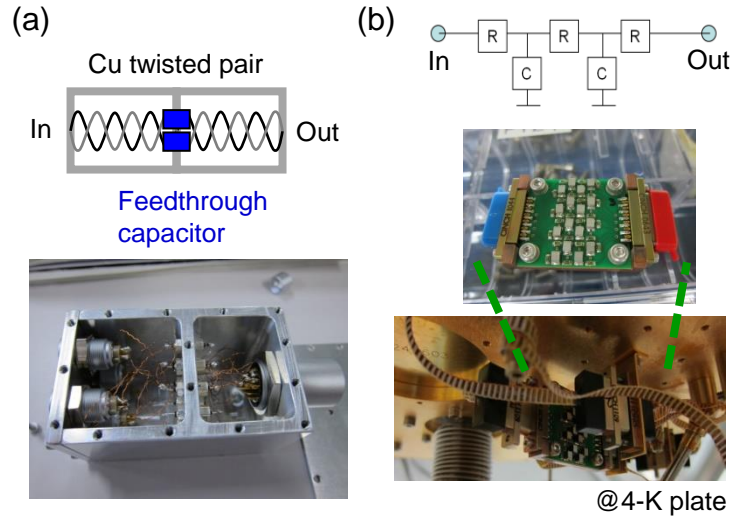 (a)
Cu twisted pair
In
Out
Feedthrough
capacitor
(b)
R
R
R
In
Out
C
C
@4-K plate